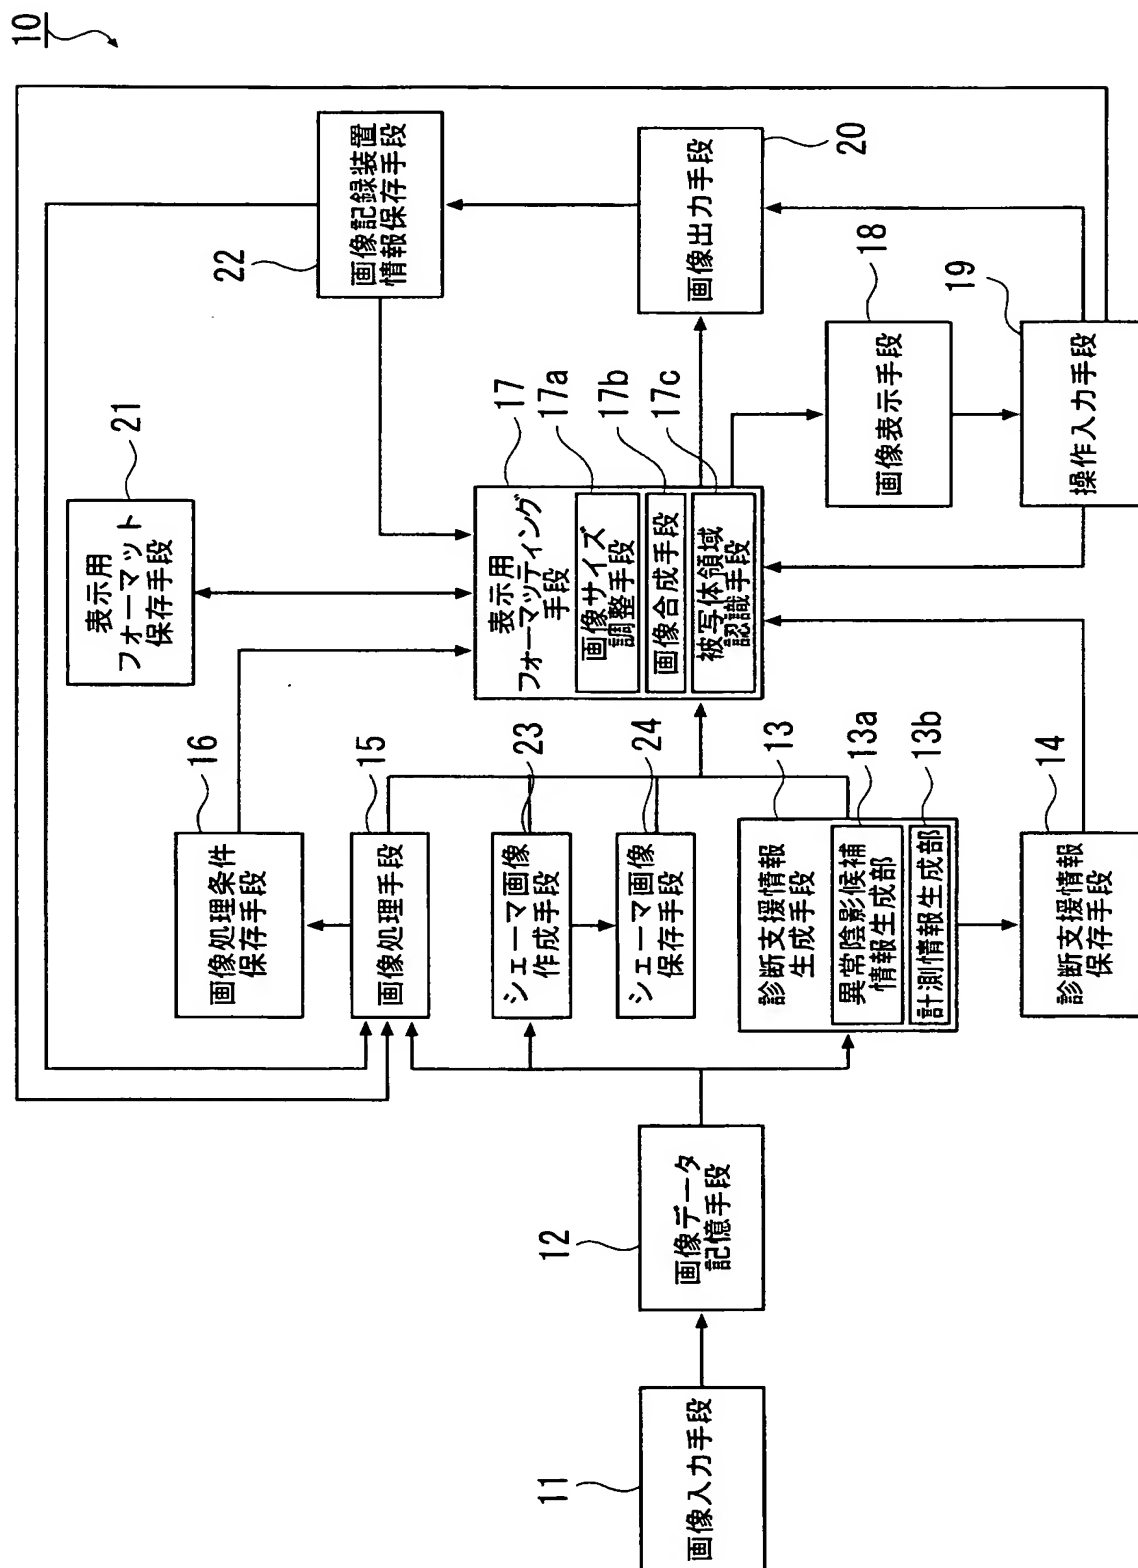 10
11
画像入力手段
12
画像データ
記憶手段
16
画像処理条件
保存手段
15
画像処理手段
23
シェーマ画像
作成手段
24
シェーマ画像
保存手段
13
診断支援情報
生成手段
13a
異常陰影候補
情報生成部
13b
計測情報生成部
14
診断支援情報
保存手段
21
表示用
フォーマット
保存手段
17
表示用
フォーマッティング
手段
17a
画像サイズ
調整手段
17b
画像合成手段
17c
被写体領域
認識手段
22
画像記録装置
情報保存手段
20
画像出力手段
18
画像表示手段
19
操作入力手段